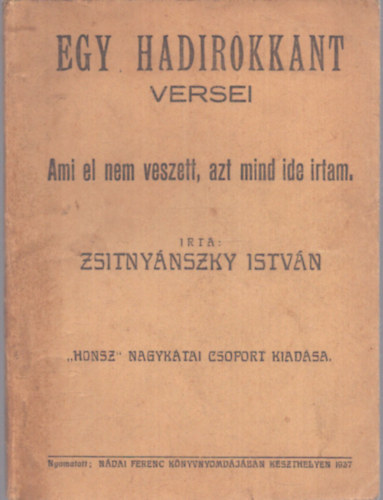 EGY HADIROKKANT
VERSEI
Ami el nem veszett, azt mind ide irtam.
IRTA:
ZSITNYÁNSZKY ISTVÁN
„HONSZ" NAGYKÁTAI CSOPORT KIADÁSA.
Nyomatott: NÁDAI FERENC KÖNYVNYOMDÁJÁBAN KESZTHELYEN 1937